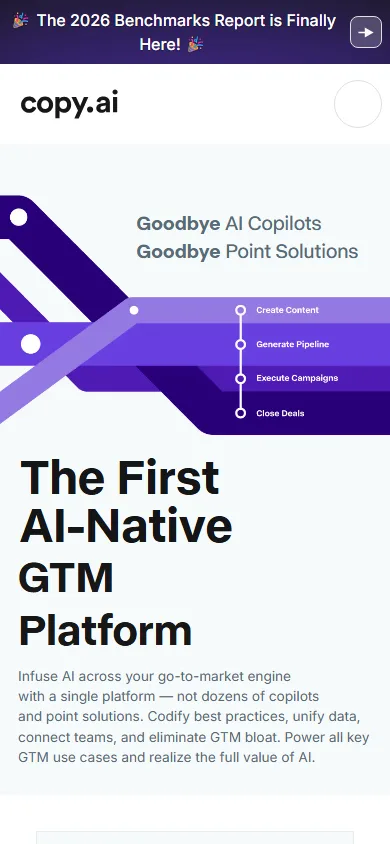 🎉 The 2026 Benchmarks Report is Finally
Here! 🎉
copy.ai
Goodbye AI Copilots
Goodbye Point Solutions
Create Content
Generate Pipeline
Execute Campaigns
Close Deals
The First
AI-Native
GTM
Platform
Infuse AI across your go-to-market engine
with a single platform — not dozens of copilots
and point solutions. Codify best practices, unify data,
connect teams, and eliminate GTM bloat. Power all key
GTM use cases and realize the full value of AI.